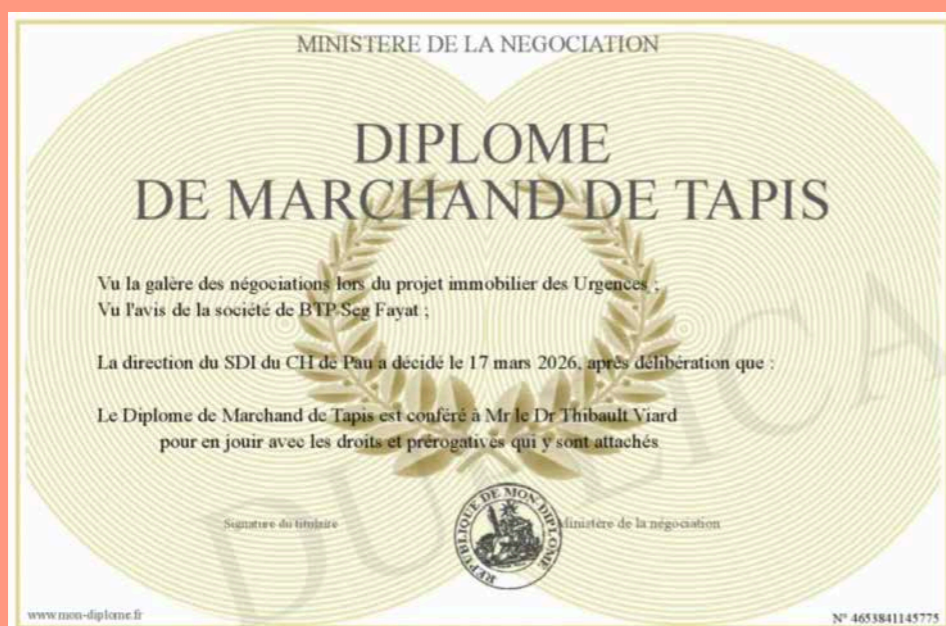 MINISTERE DE LA NEGOCIATION
DIPLOME
DE MARCHAND DE TAPIS
Vu la galère des négociations lors du projet immobilier des Urgences ;
Vu l'avis de la société de BTP Seg Fayat ;
La direction du SDI du CH de Pau a décidé le 17 mars 2026, après délibération que :
Le Diplome de Marchand de Tapis est conféré à Mr le Dr Thibault Viard
pour en jouir avec les droits et prérogatives qui y sont attachés
Signature du titulaire
Ministère de la négociation
REPUBLIQUE DE MON-DIPLOME
DUPLICA
www.mon-diplome.fr
N° 4653841145775